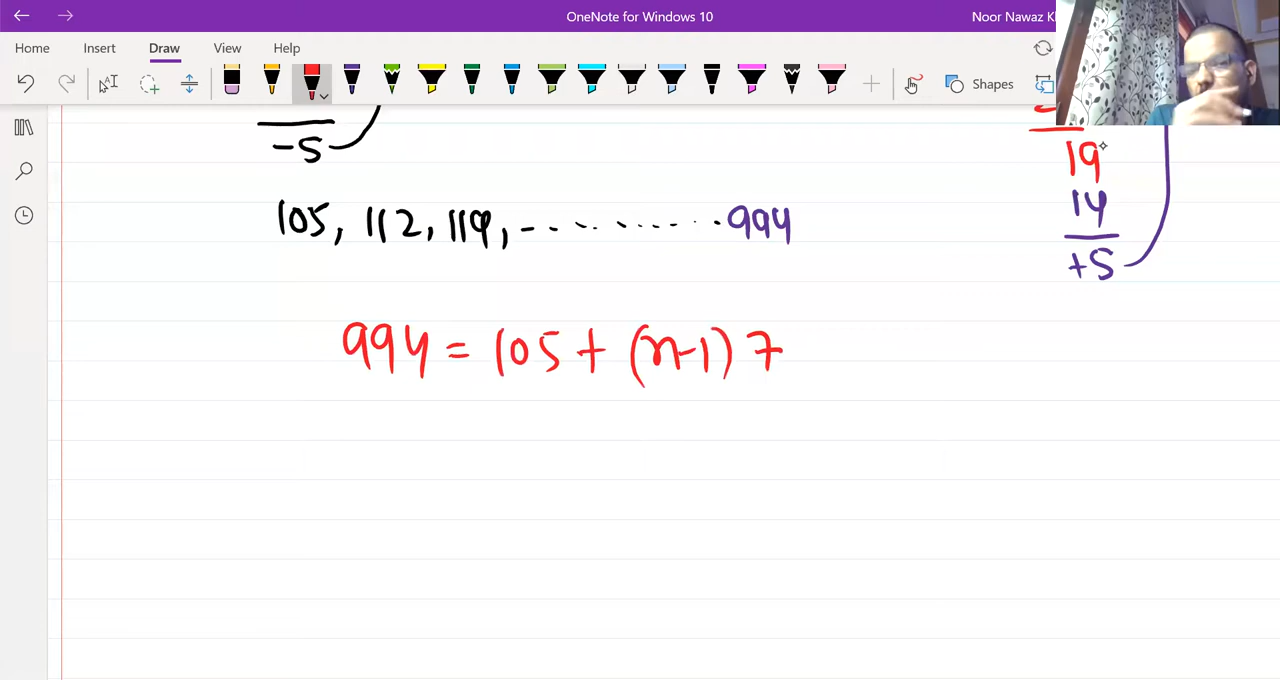 OneNote for Windows 10
Noor Nawaz Kh
Home Insert Draw View Help
Shapes
-5
19
14
+5
105, 112, 119, ............994
994 = 105 + (n-1) 7